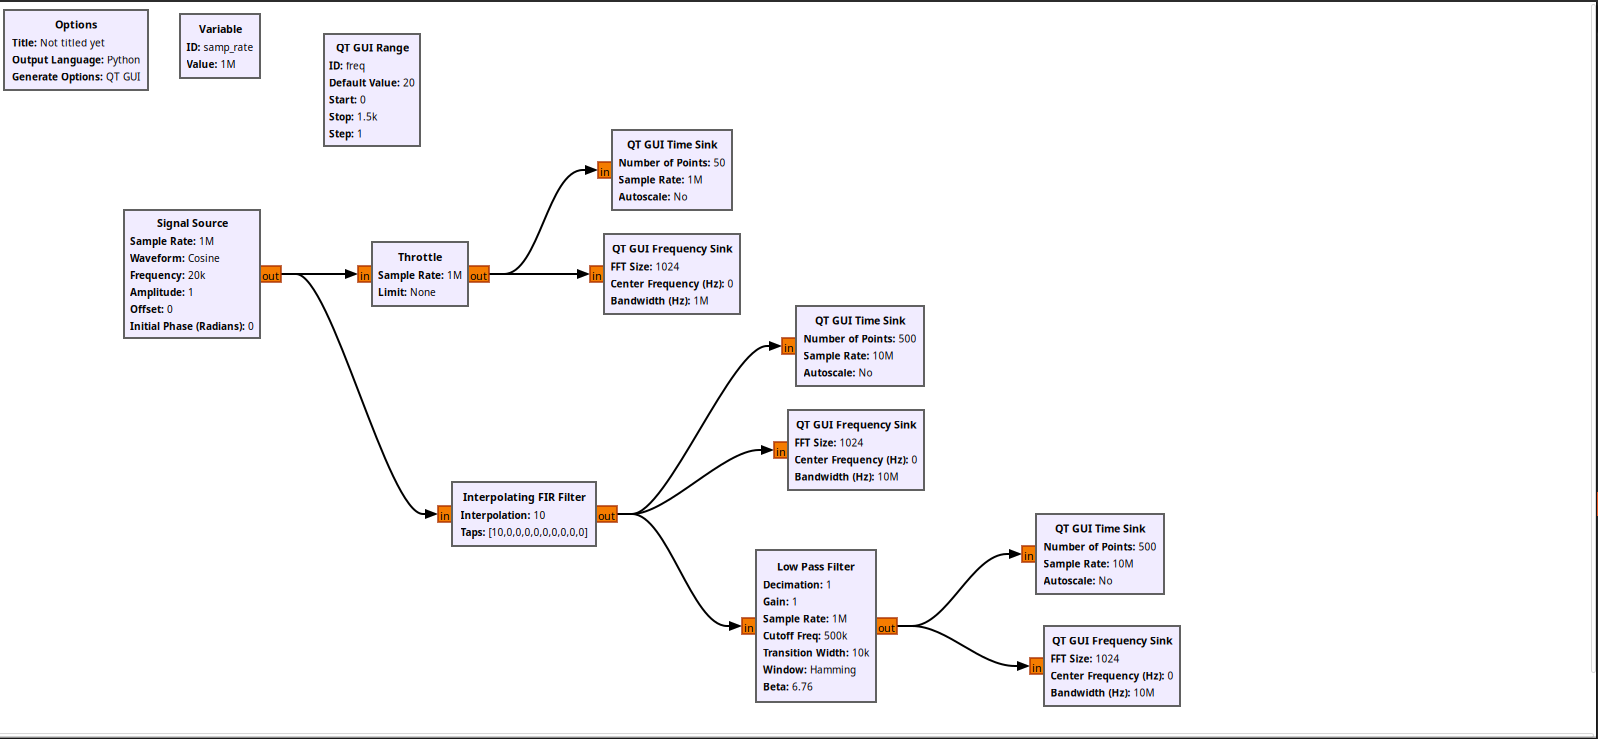 Options
Title: Not titled yet
Output Language: Python
Generate Options: QT GUI
Variable
ID: samp_rate
Value: 1M
QT GUI Range
ID: freq
Default Value: 20
Start: 0
Stop: 1.5k
Step: 1
QT GUI Time Sink
Number of Points: 50
Sample Rate: 1M
Autoscale: No
in
Signal Source
Sample Rate: 1M
Waveform: Cosine
Frequency: 20k
Amplitude: 1
Offset: 0
Initial Phase (Radians): 0
out
in
Throttle
Sample Rate: 1M
Limit: None
out
in
QT GUI Frequency Sink
FFT Size: 1024
Center Frequency (Hz): 0
Bandwidth (Hz): 1M
in
QT GUI Time Sink
Number of Points: 500
Sample Rate: 10M
Autoscale: No
in
QT GUI Frequency Sink
FFT Size: 1024
Center Frequency (Hz): 0
Bandwidth (Hz): 10M
in
Interpolating FIR Filter
Interpolation: 10
Taps: [10,0,0,0,0,0,0,0,0,0]
out
in
Low Pass Filter
Decimation: 1
Gain: 1
Sample Rate: 1M
Cutoff Freq: 500k
Transition Width: 10k
Window: Hamming
Beta: 6.76
out
in
QT GUI Time Sink
Number of Points: 500
Sample Rate: 10M
Autoscale: No
in
QT GUI Frequency Sink
FFT Size: 1024
Center Frequency (Hz): 0
Bandwidth (Hz): 10M